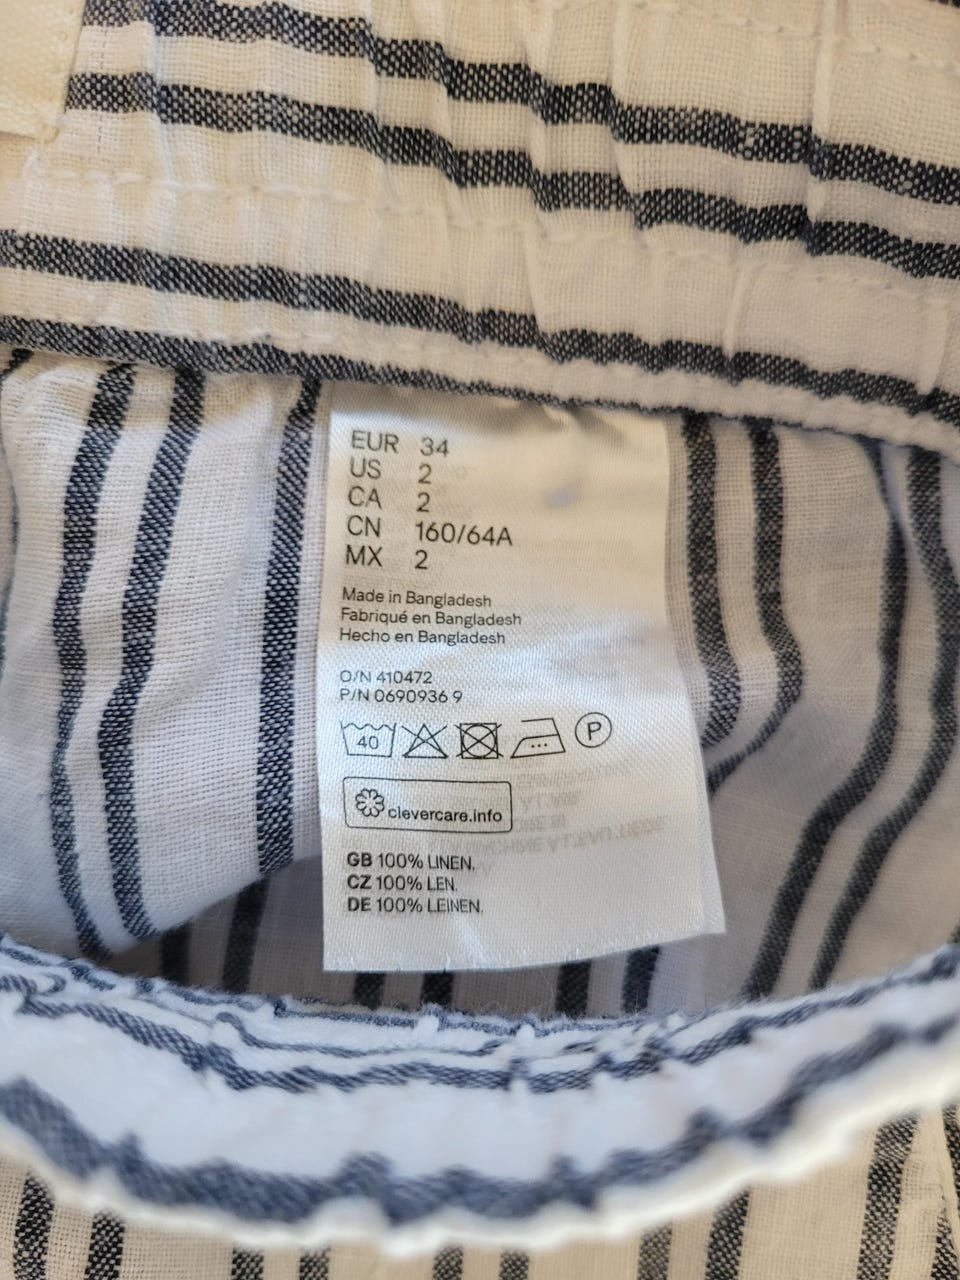 EUR 34
US 2
CA 2
CN 160/64A
MX 2
Made in Bangladesh
Fabriqué en Bangladesh
Hecho en Bangladesh
O/N 410472
P/N 0690936 9
40 P
clevercare.info
GB 100% LINEN.
CZ 100% LEN.
DE 100% LEINEN.